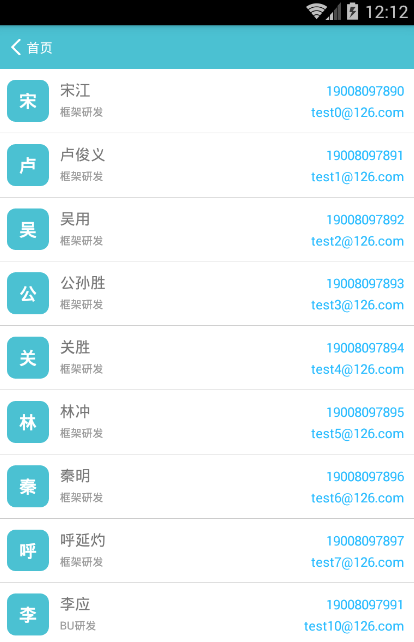 12:12
首页
宋
宋江
19008097890
框架研发
test0@126.com
卢
卢俊义
19008097891
框架研发
test1@126.com
吴
吴用
19008097892
框架研发
test2@126.com
公
公孙胜
19008097893
框架研发
test3@126.com
关
关胜
19008097894
框架研发
test4@126.com
林
林冲
19008097895
框架研发
test5@126.com
秦
秦明
19008097896
框架研发
test6@126.com
呼
呼延灼
19008097897
框架研发
test7@126.com
李
李应
19008097991
BU研发
test10@126.com